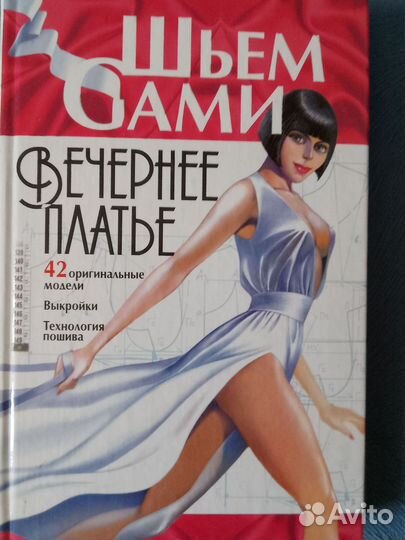 Шьем
Сами
Вечернее
платье
42 оригинальные
модели
Выкройки
Технология
пошива
Avito